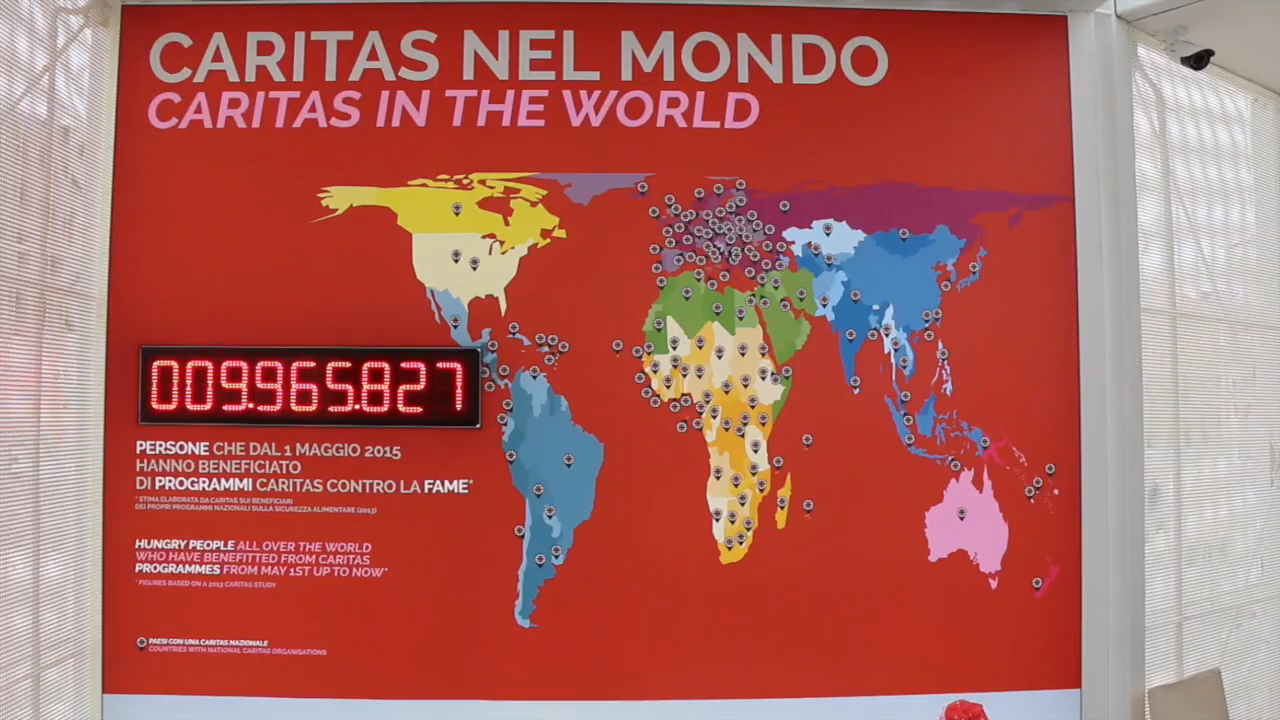 CARITAS NEL MONDO
CARITAS IN THE WORLD
009.965.827
PERSONE CHE DAL 1 MAGGIO 2015
HANNO BENEFICIATO
DI PROGRAMMI CARITAS CONTRO LA FAME*
* STIMA ELABORATA DA CARITAS SUI BENEFICIARI
DEI PROPRI PROGRAMMI NAZIONALI SULLA SICUREZZA ALIMENTARE (2013)
HUNGRY PEOPLE ALL OVER THE WORLD
WHO HAVE BENEFITTED FROM CARITAS
PROGRAMMES FROM MAY 1ST UP TO NOW*
* FIGURES BASED ON A 2013 CARITAS STUDY
PAESI CON UNA CARITAS NAZIONALE
COUNTRIES WITH NATIONAL CARITAS ORGANISATIONS